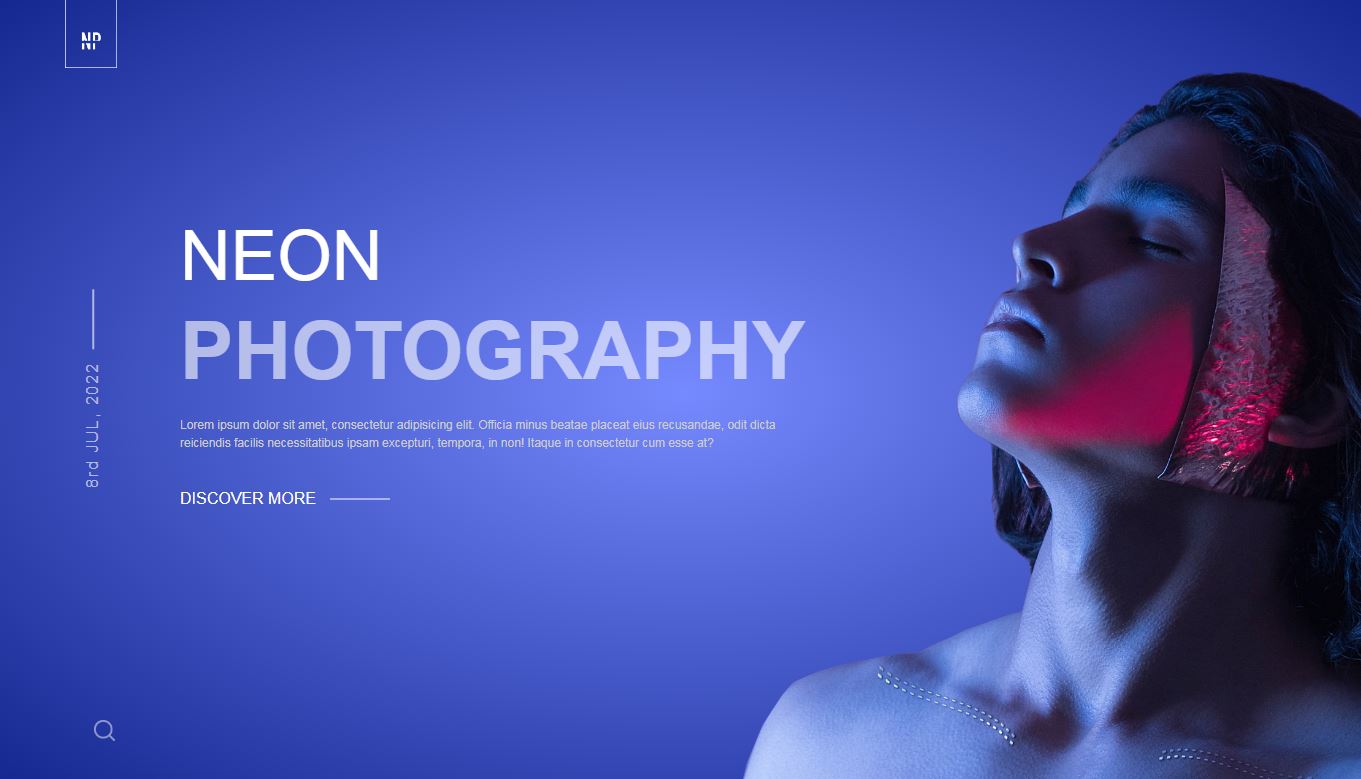 NP
NEON
PHOTOGRAPHY
Lorem ipsum dolor sit amet, consectetur adipisicing elit. Officia minus beatae placeat eius recusandae, odit dicta
reiciendis facilis necessitatibus ipsam excepturi, tempora, in non! Itaque in consectetur cum esse at?
DISCOVER MORE
8rd JUL, 2022